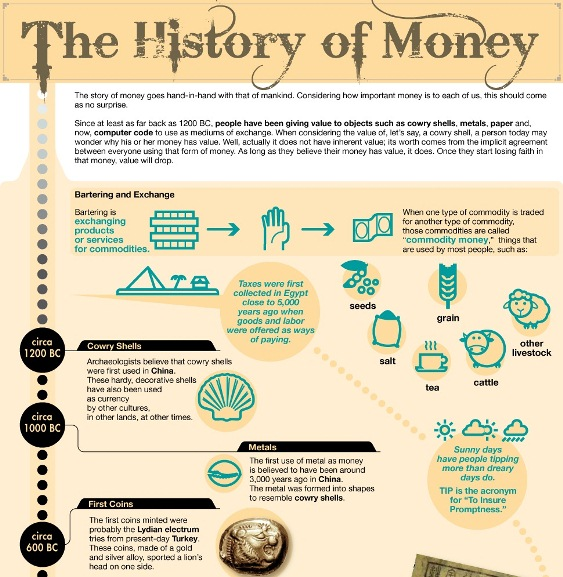 The History of Money
The story of money goes hand-in-hand with that of mankind. Considering how important money is to each of us, this should come
as no surprise.
Since at least as far back as 1200 BC, people have been giving value to objects such as cowry shells, metals, paper and,
now, computer code to use as mediums of exchange. When considering the value of, let's say, a cowry shell, a person today may
wonder why his or her money has value. Well, actually it does not have inherent value; its worth comes from the implicit agreement
between everyone using that form of money. As long as they believe their money has value, it does. Once they start losing faith in
that money, value will drop.
Bartering and Exchange
Bartering is
exchanging
products
or services
for commodities.
When one type of commodity is traded
for another type of commodity,
those commodities are called
"commodity money," things that
are used by most people, such as:
Taxes were first
collected in Egypt
close to 5,000
years ago when
goods and labor
were offered as ways
of paying.
seeds
grain
other
livestock
salt
tea
cattle
circa
1200 BC
Cowry Shells
Archaeologists believe that cowry shells
were first used in China.
These hardy, decorative shells
have also been used
as currency
by other cultures,
in other lands, at other times.
circa
1000 BC
Metals
The first use of metal as money
is believed to have been around
3,000 years ago in China.
The metal was formed into shapes
to resemble cowry shells.
Sunny days
have people tipping
more than dreary
days do.
TIP is the acronym
for "To Insure
Promptness."
circa
600 BC
First Coins
The first coins minted were
probably the Lydian electrum
tries from present-day Turkey.
These coins, made of a gold
and silver alloy, sported a lion's
head on one side.